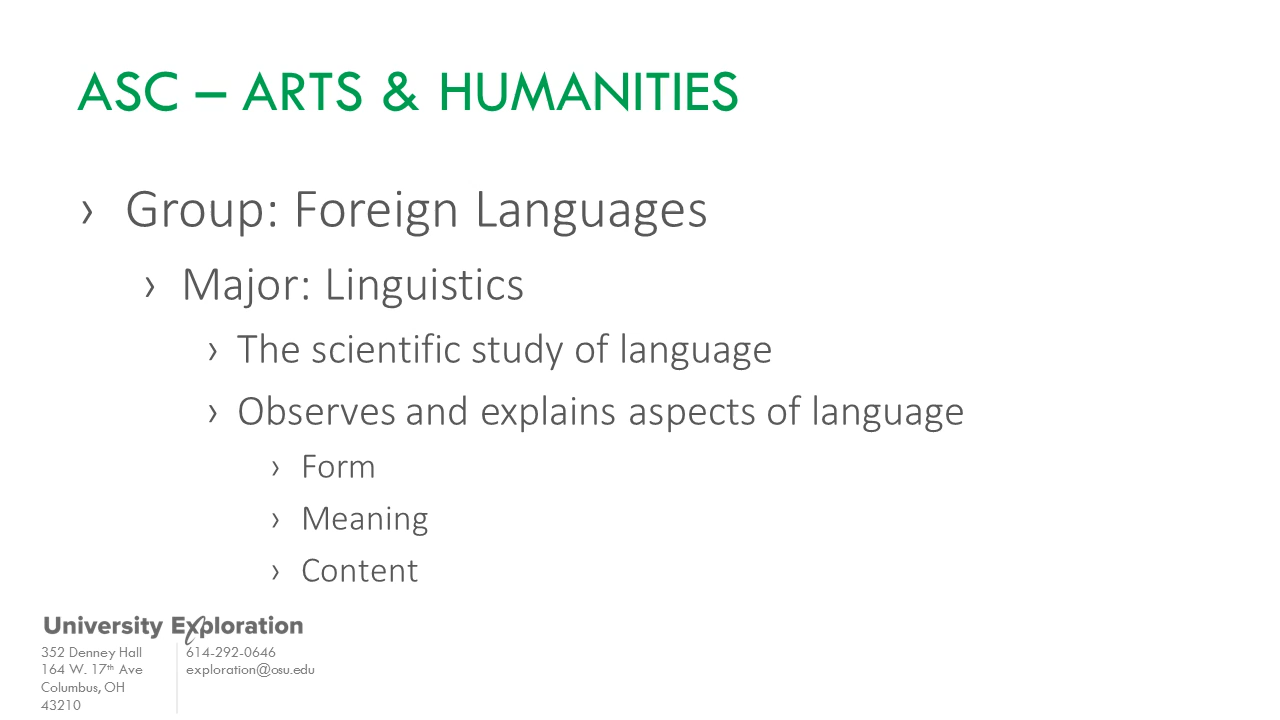 ASC – ARTS & HUMANITIES
› Group: Foreign Languages
› Major: Linguistics
› The scientific study of language
› Observes and explains aspects of language
› Form
› Meaning
› Content
University Exploration
352 Denney Hall
164 W. 17th Ave
Columbus, OH
43210
614-292-0646
exploration@osu.edu